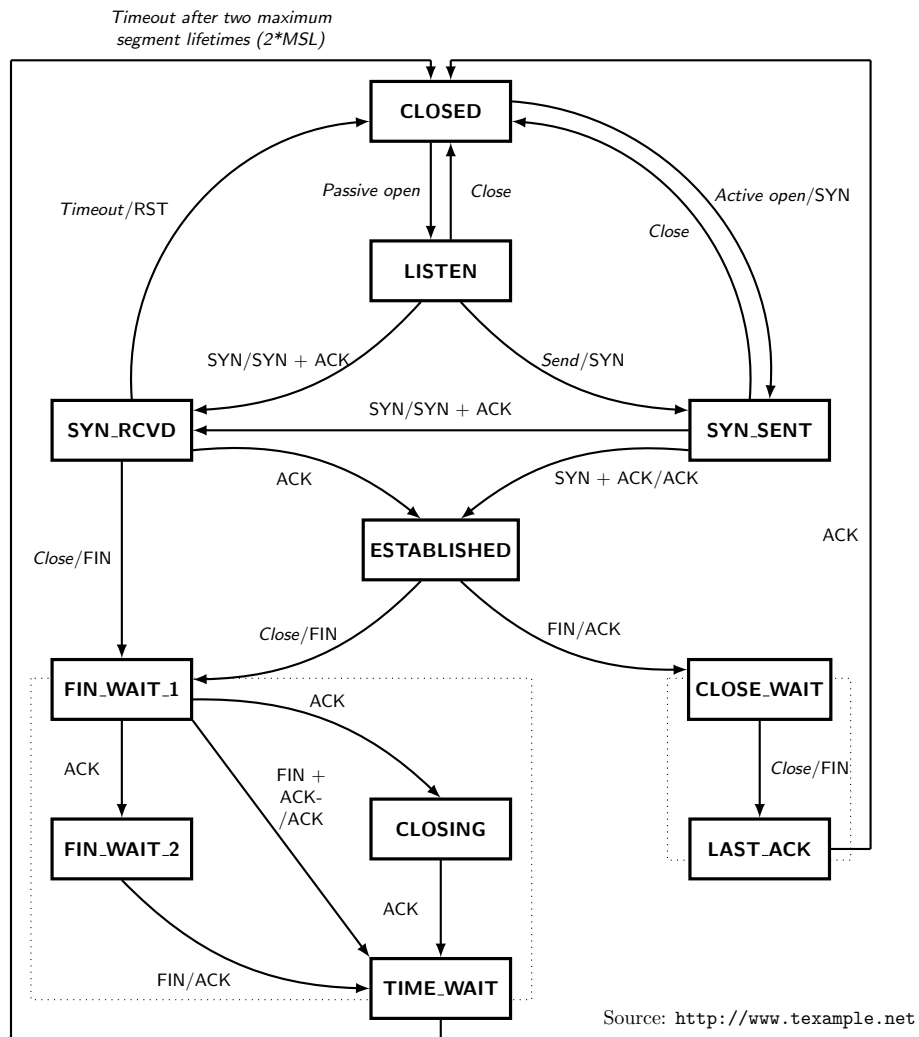 Timeout after two maximum
segment lifetimes (2*MSL)
CLOSED
Passive open
Close
Timeout/RST
Active open/SYN
Close
LISTEN
SYN/SYN + ACK
Send/SYN
SYN_RCVD
SYN/SYN + ACK
SYN_SENT
ACK
SYN + ACK/ACK
ACK
ESTABLISHED
Close/FIN
Close/FIN
FIN/ACK
FIN_WAIT_1
ACK
CLOSE_WAIT
ACK
FIN +
ACK-
/ACK
Close/FIN
CLOSING
FIN_WAIT_2
LAST_ACK
ACK
FIN/ACK
TIME_WAIT
Source: http://www.texample.net